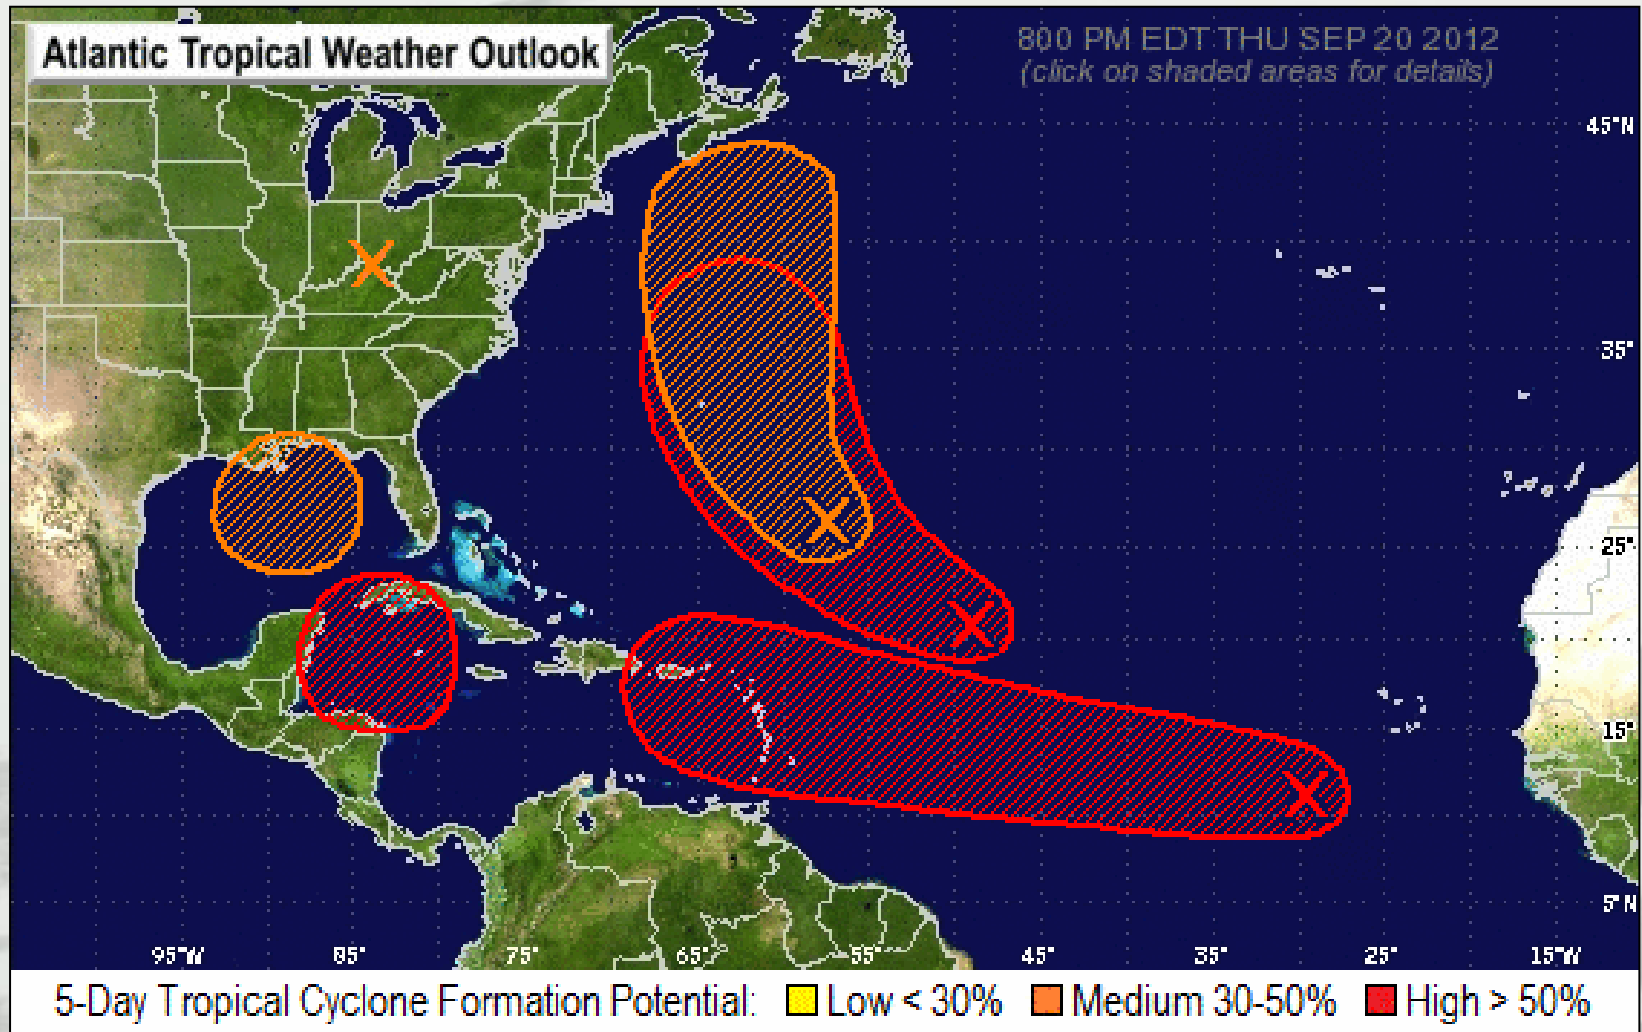 Atlantic Tropical Weather Outlook
800 PM EDT THU SEP 20 2012
(click on shaded areas for details)
45°N
35°
25°
15°
5°N
95°W 85° 75° 65° 55° 45° 35° 25° 15°W
5-Day Tropical Cyclone Formation Potential: Low < 30% Medium 30-50% High > 50%